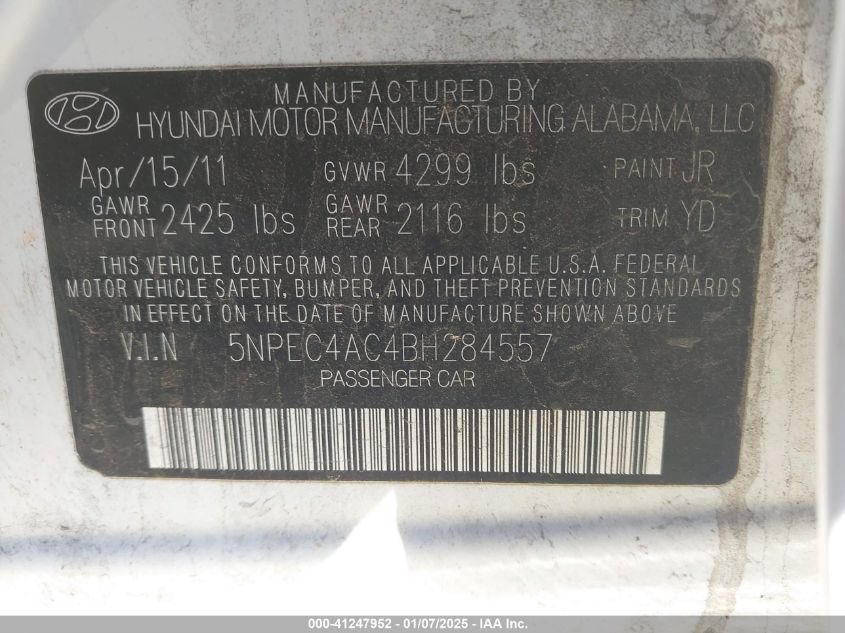 MANUFACTURED BY
HYUNDAI MOTOR MANUFACTURING ALABAMA, LLC
Apr/15/11 GVWR 4299 lbs PAINT JR
GAWR FRONT 2425 lbs GAWR REAR 2116 lbs TRIM YD
THIS VEHICLE CONFORMS TO ALL APPLICABLE U.S.A. FEDERAL
MOTOR VEHICLE SAFETY, BUMPER, AND THEFT PREVENTION STANDARDS
IN EFFECT ON THE DATE OF MANUFACTURE SHOWN ABOVE
V.I.N 5NPEC4AC4BH284557
PASSENGER CAR
000-41247952 - 01/07/2025 - IAA Inc.